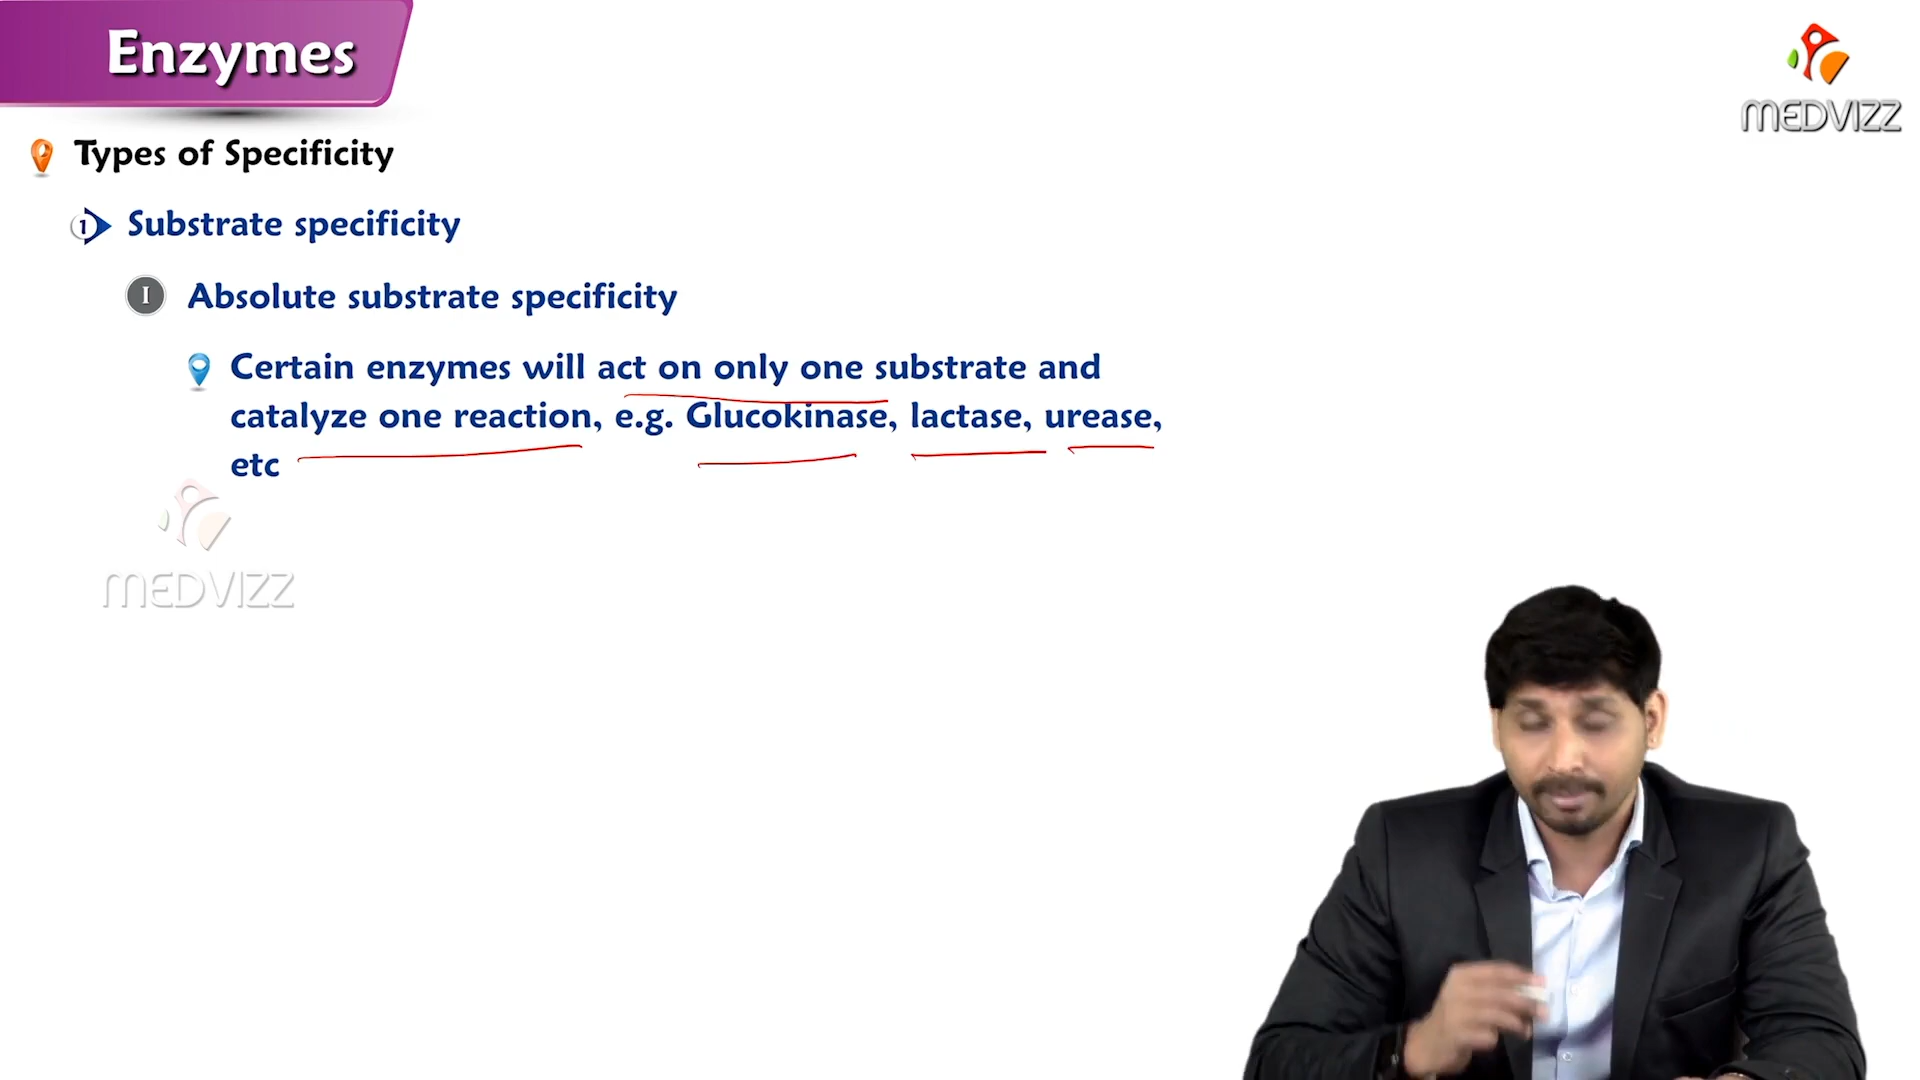 Enzymes
MEDVIZZ
Types of Specificity
1 Substrate specificity
I Absolute substrate specificity
Certain enzymes will act on only one substrate and
catalyze one reaction, e.g. Glucokinase, lactase, urease,
etc
MEDVIZZ